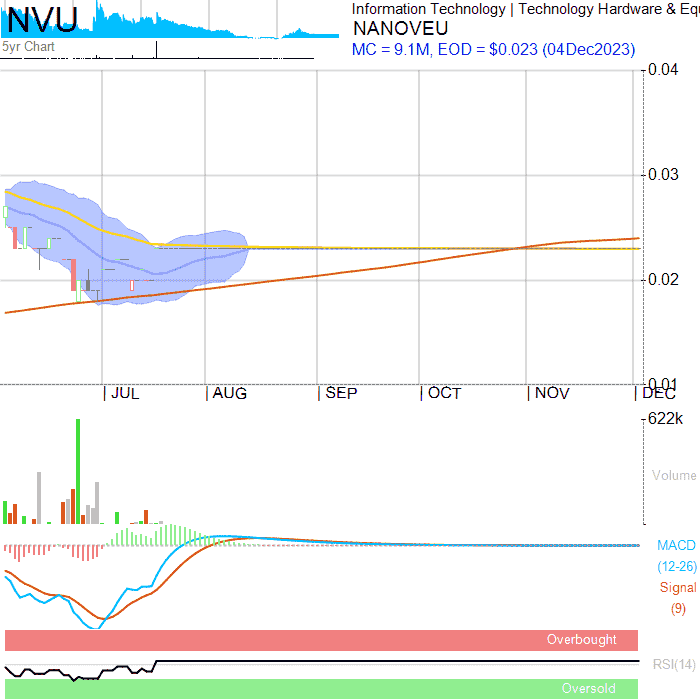 NVU
Information Technology | Technology Hardware & Equ
NANOVEU
5yr Chart
MC = 9.1M, EOD = $0.023 (04Dec2023)
0.04
0.03
0.02
0.01
JUL AUG SEP OCT NOV DEC
622k
Volume
MACD
(12-26)
Signal
(9)
Overbought
RSI(14)
Oversold